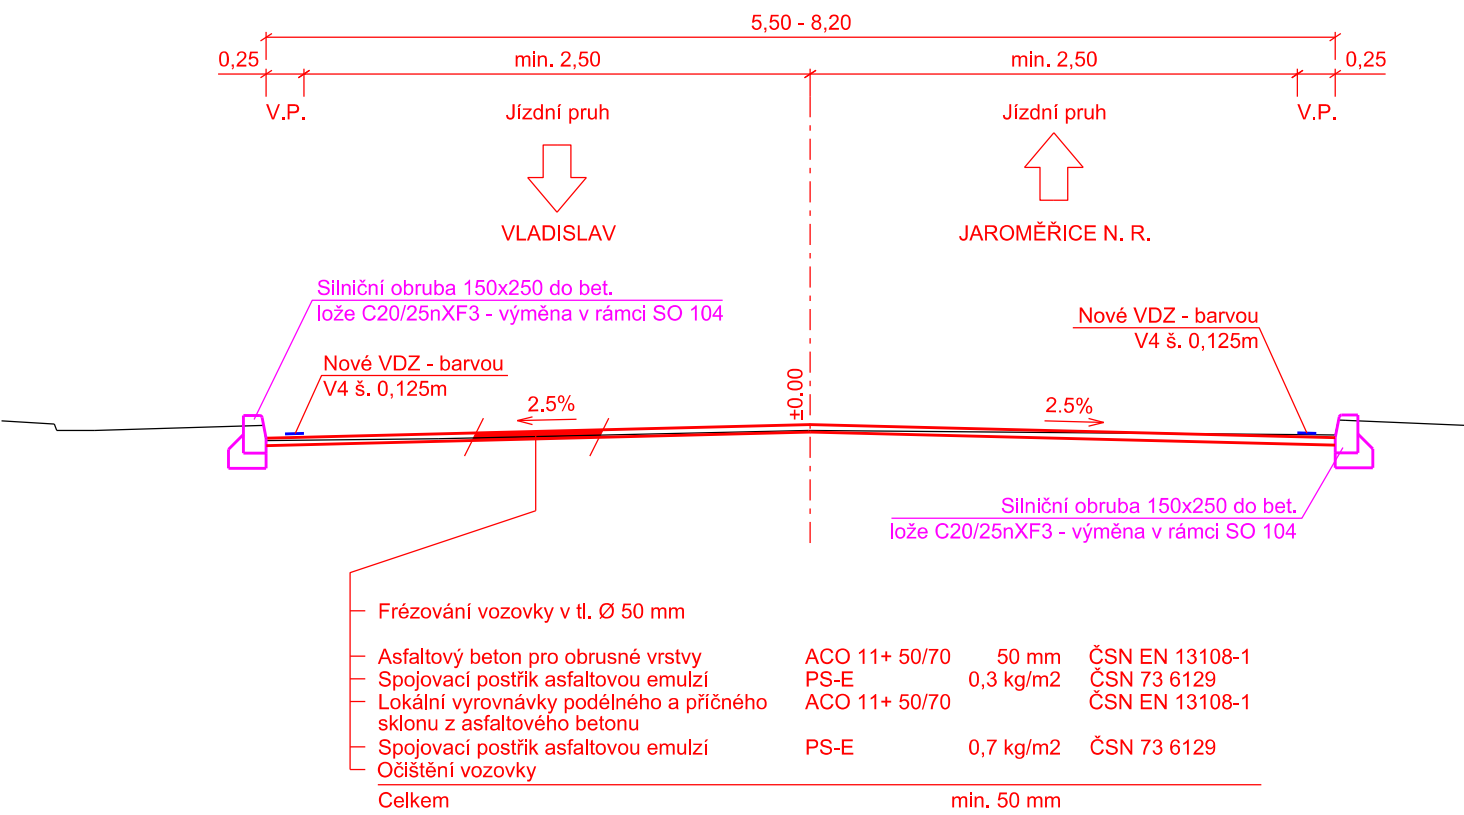 5,50 - 8,20
0,25 min. 2,50 min. 2,50 0,25
V.P. Jízdní pruh Jízdní pruh V.P.
VLADISLAV JAROMĚŘICE N. R.
Silniční obruba 150x250 do bet.
lože C20/25nXF3 - výměna v rámci SO 104
Nové VDZ - barvou
V4 š. 0,125m
Nové VDZ - barvou
V4 š. 0,125m
±0.00
2.5% 2.5%
Silniční obruba 150x250 do bet.
lože C20/25nXF3 - výměna v rámci SO 104
Frézování vozovky v tl. Ø 50 mm
Asfaltový beton pro obrusné vrstvy ACO 11+ 50/70 50 mm ČSN EN 13108-1
Spojovací postřik asfaltovou emulzí PS-E 0,3 kg/m2 ČSN 73 6129
Lokální vyrovnávky podélného a příčného ACO 11+ 50/70 ČSN EN 13108-1
sklonu z asfaltového betonu
Spojovací postřik asfaltovou emulzí PS-E 0,7 kg/m2 ČSN 73 6129
Očištění vozovky
Celkem min. 50 mm